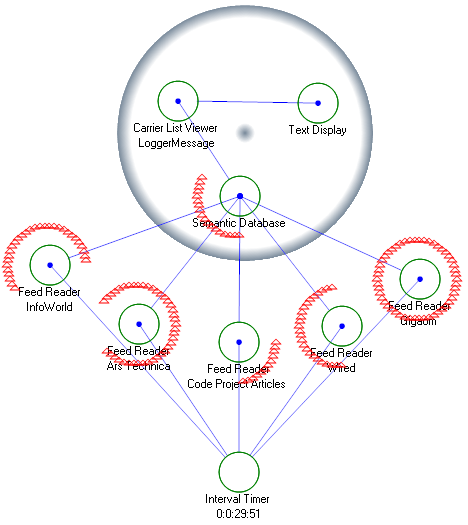 Carrier List Viewer
LoggerMessage
Text Display
Semantic Database
Feed Reader
InfoWorld
Feed Reader
Gigaom
Feed Reader
Ars Technica
Feed Reader
Wired
Feed Reader
Code Project Articles
Interval Timer
0:0:29:51